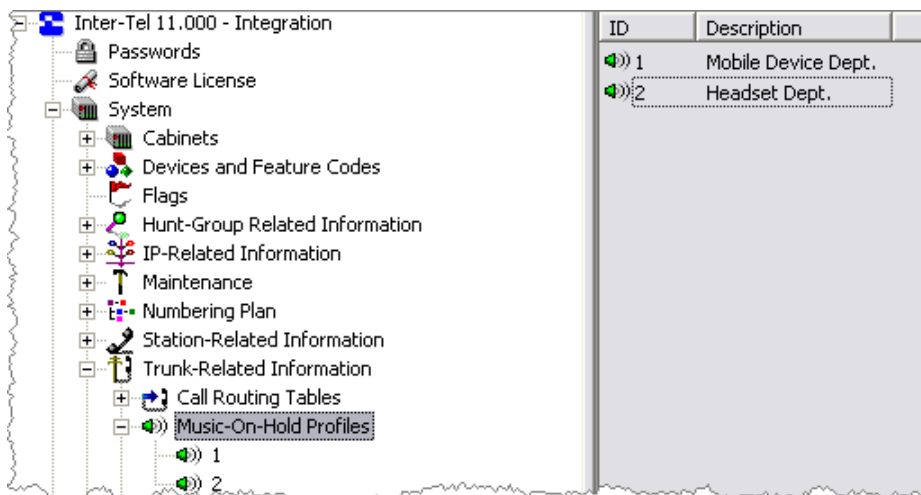 Inter-Tel 11.000 - Integration
Passwords
Software License
System
Cabinets
Devices and Feature Codes
Flags
Hunt-Group Related Information
IP-Related Information
Maintenance
Numbering Plan
Station-Related Information
Trunk-Related Information
Call Routing Tables
Music-On-Hold Profiles
1
2
ID Description
1 Mobile Device Dept.
2 Headset Dept.